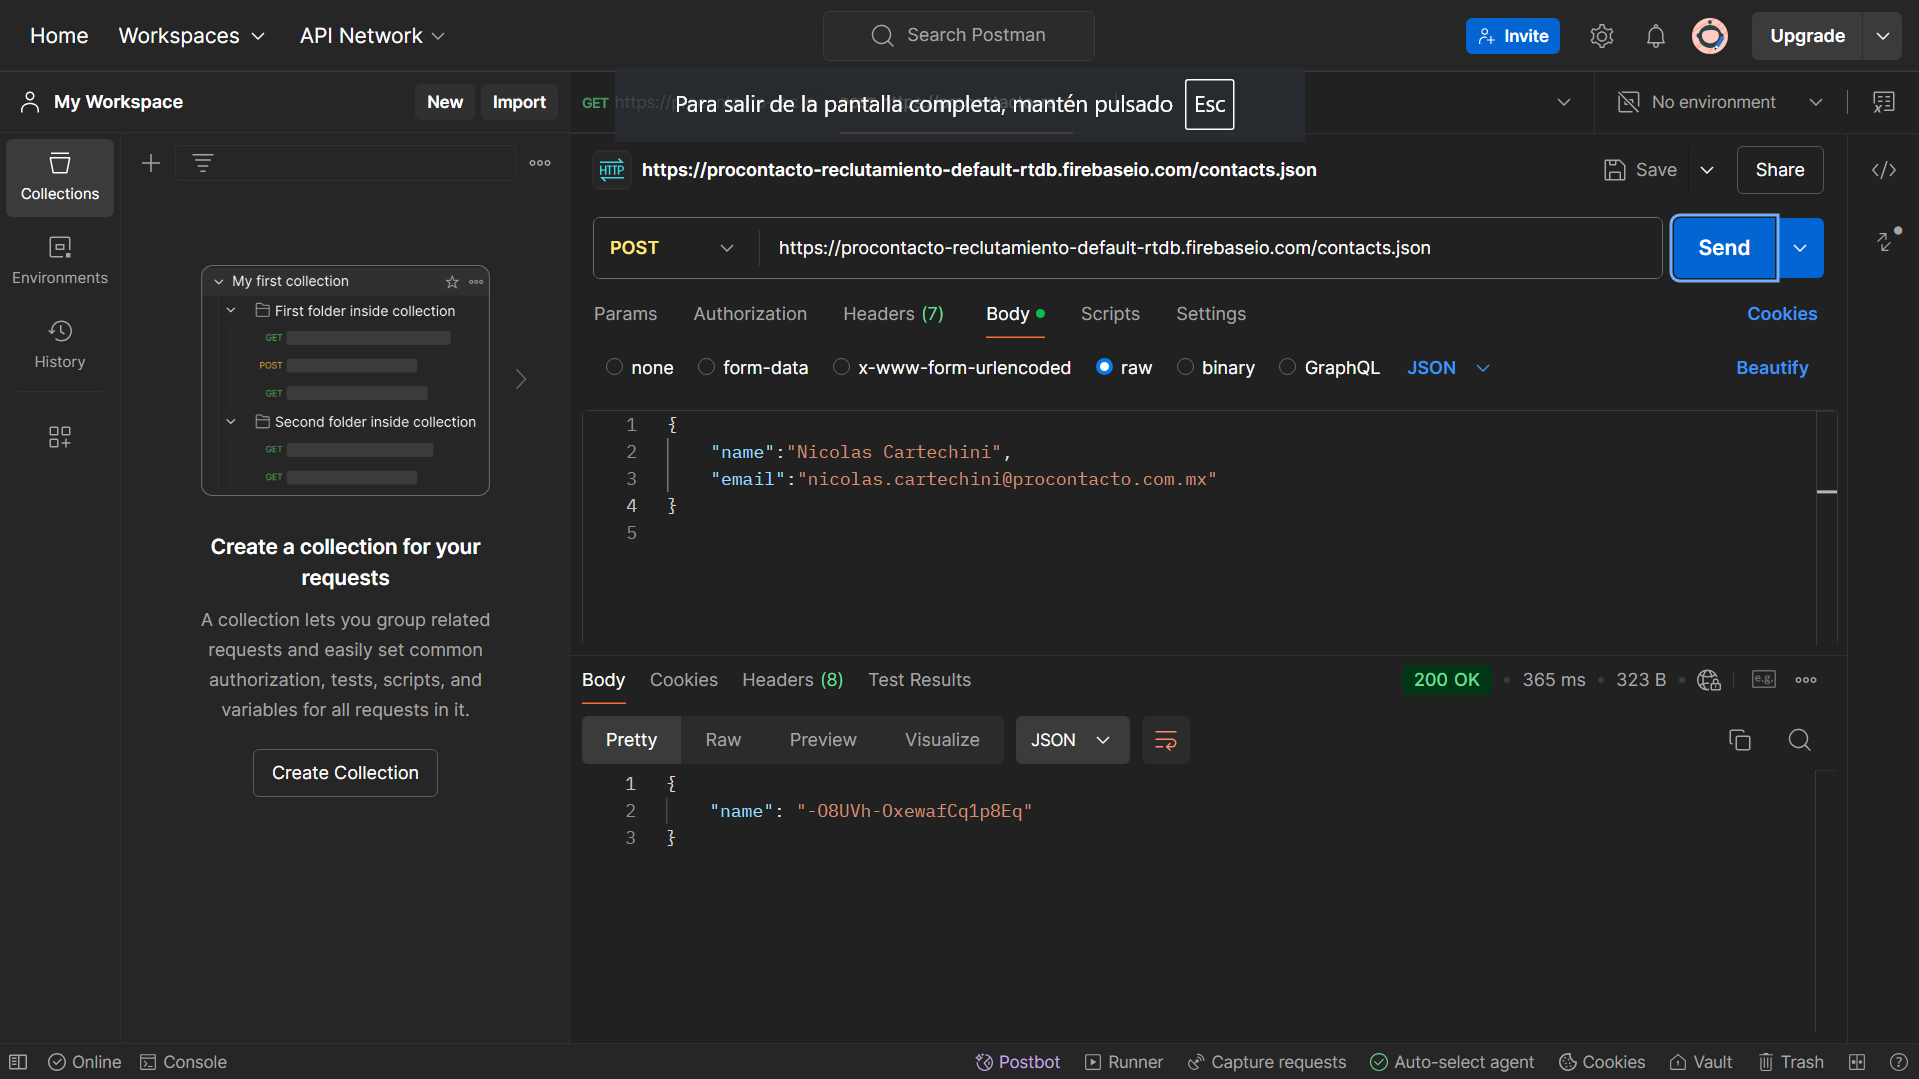 Home Workspaces API Network Search Postman Invite Upgrade
My Workspace New Import GET Para salir de la pantalla completa, mantén pulsado Esc No environment
HTTP https://procontacto-reclutamiento-default-rtdb.firebaseio.com/contacts.json Save Share
Collections
Environments
History
POST https://procontacto-reclutamiento-default-rtdb.firebaseio.com/contacts.json Send
Params Authorization Headers (7) Body Scripts Settings Cookies
none form-data x-www-form-urlencoded raw binary GraphQL JSON Beautify
My first collection
First folder inside collection
GET
POST
GET
Second folder inside collection
GET
GET
Create a collection for your
requests
A collection lets you group related
requests and easily set common
authorization, tests, scripts, and
variables for all requests in it.
Create Collection
1 {
2 "name":"Nicolas Cartechini",
3 "email":"nicolas.cartechini@procontacto.com.mx"
4 }
5
Body Cookies Headers (8) Test Results 200 OK 365 ms 323 B e.g.
Pretty Raw Preview Visualize JSON
1 {
2 "name": "-O8UVh-OxewafCq1p8Eq"
3 }
Online Console Postbot Runner Capture requests Auto-select agent Cookies Vault Trash